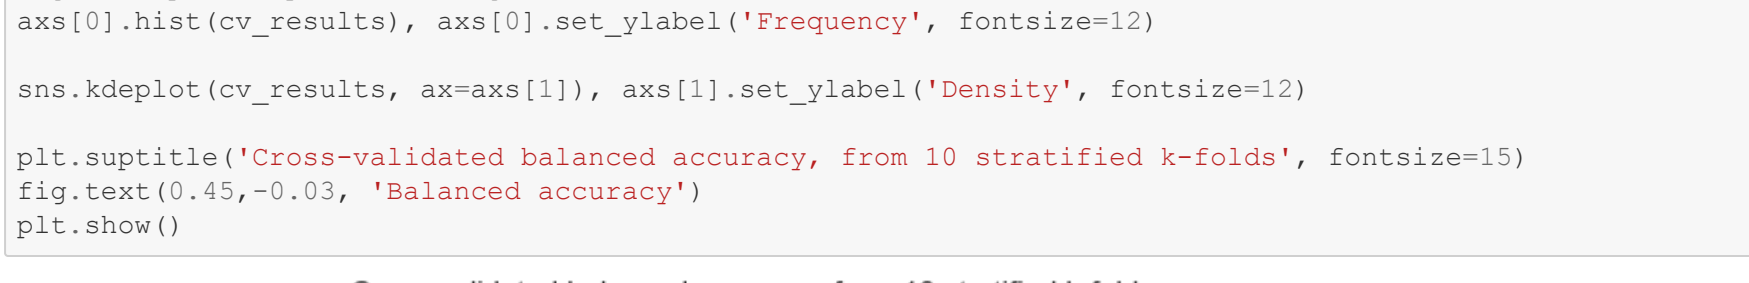 axs[0].hist(cv_results), axs[0].set_ylabel('Frequency', fontsize=12)
sns.kdeplot(cv_results, ax=axs[1]), axs[1].set_ylabel('Density', fontsize=12)
plt.suptitle('Cross-validated balanced accuracy, from 10 stratified k-folds', fontsize=15)
fig.text(0.45,-0.03, 'Balanced accuracy')
plt.show()